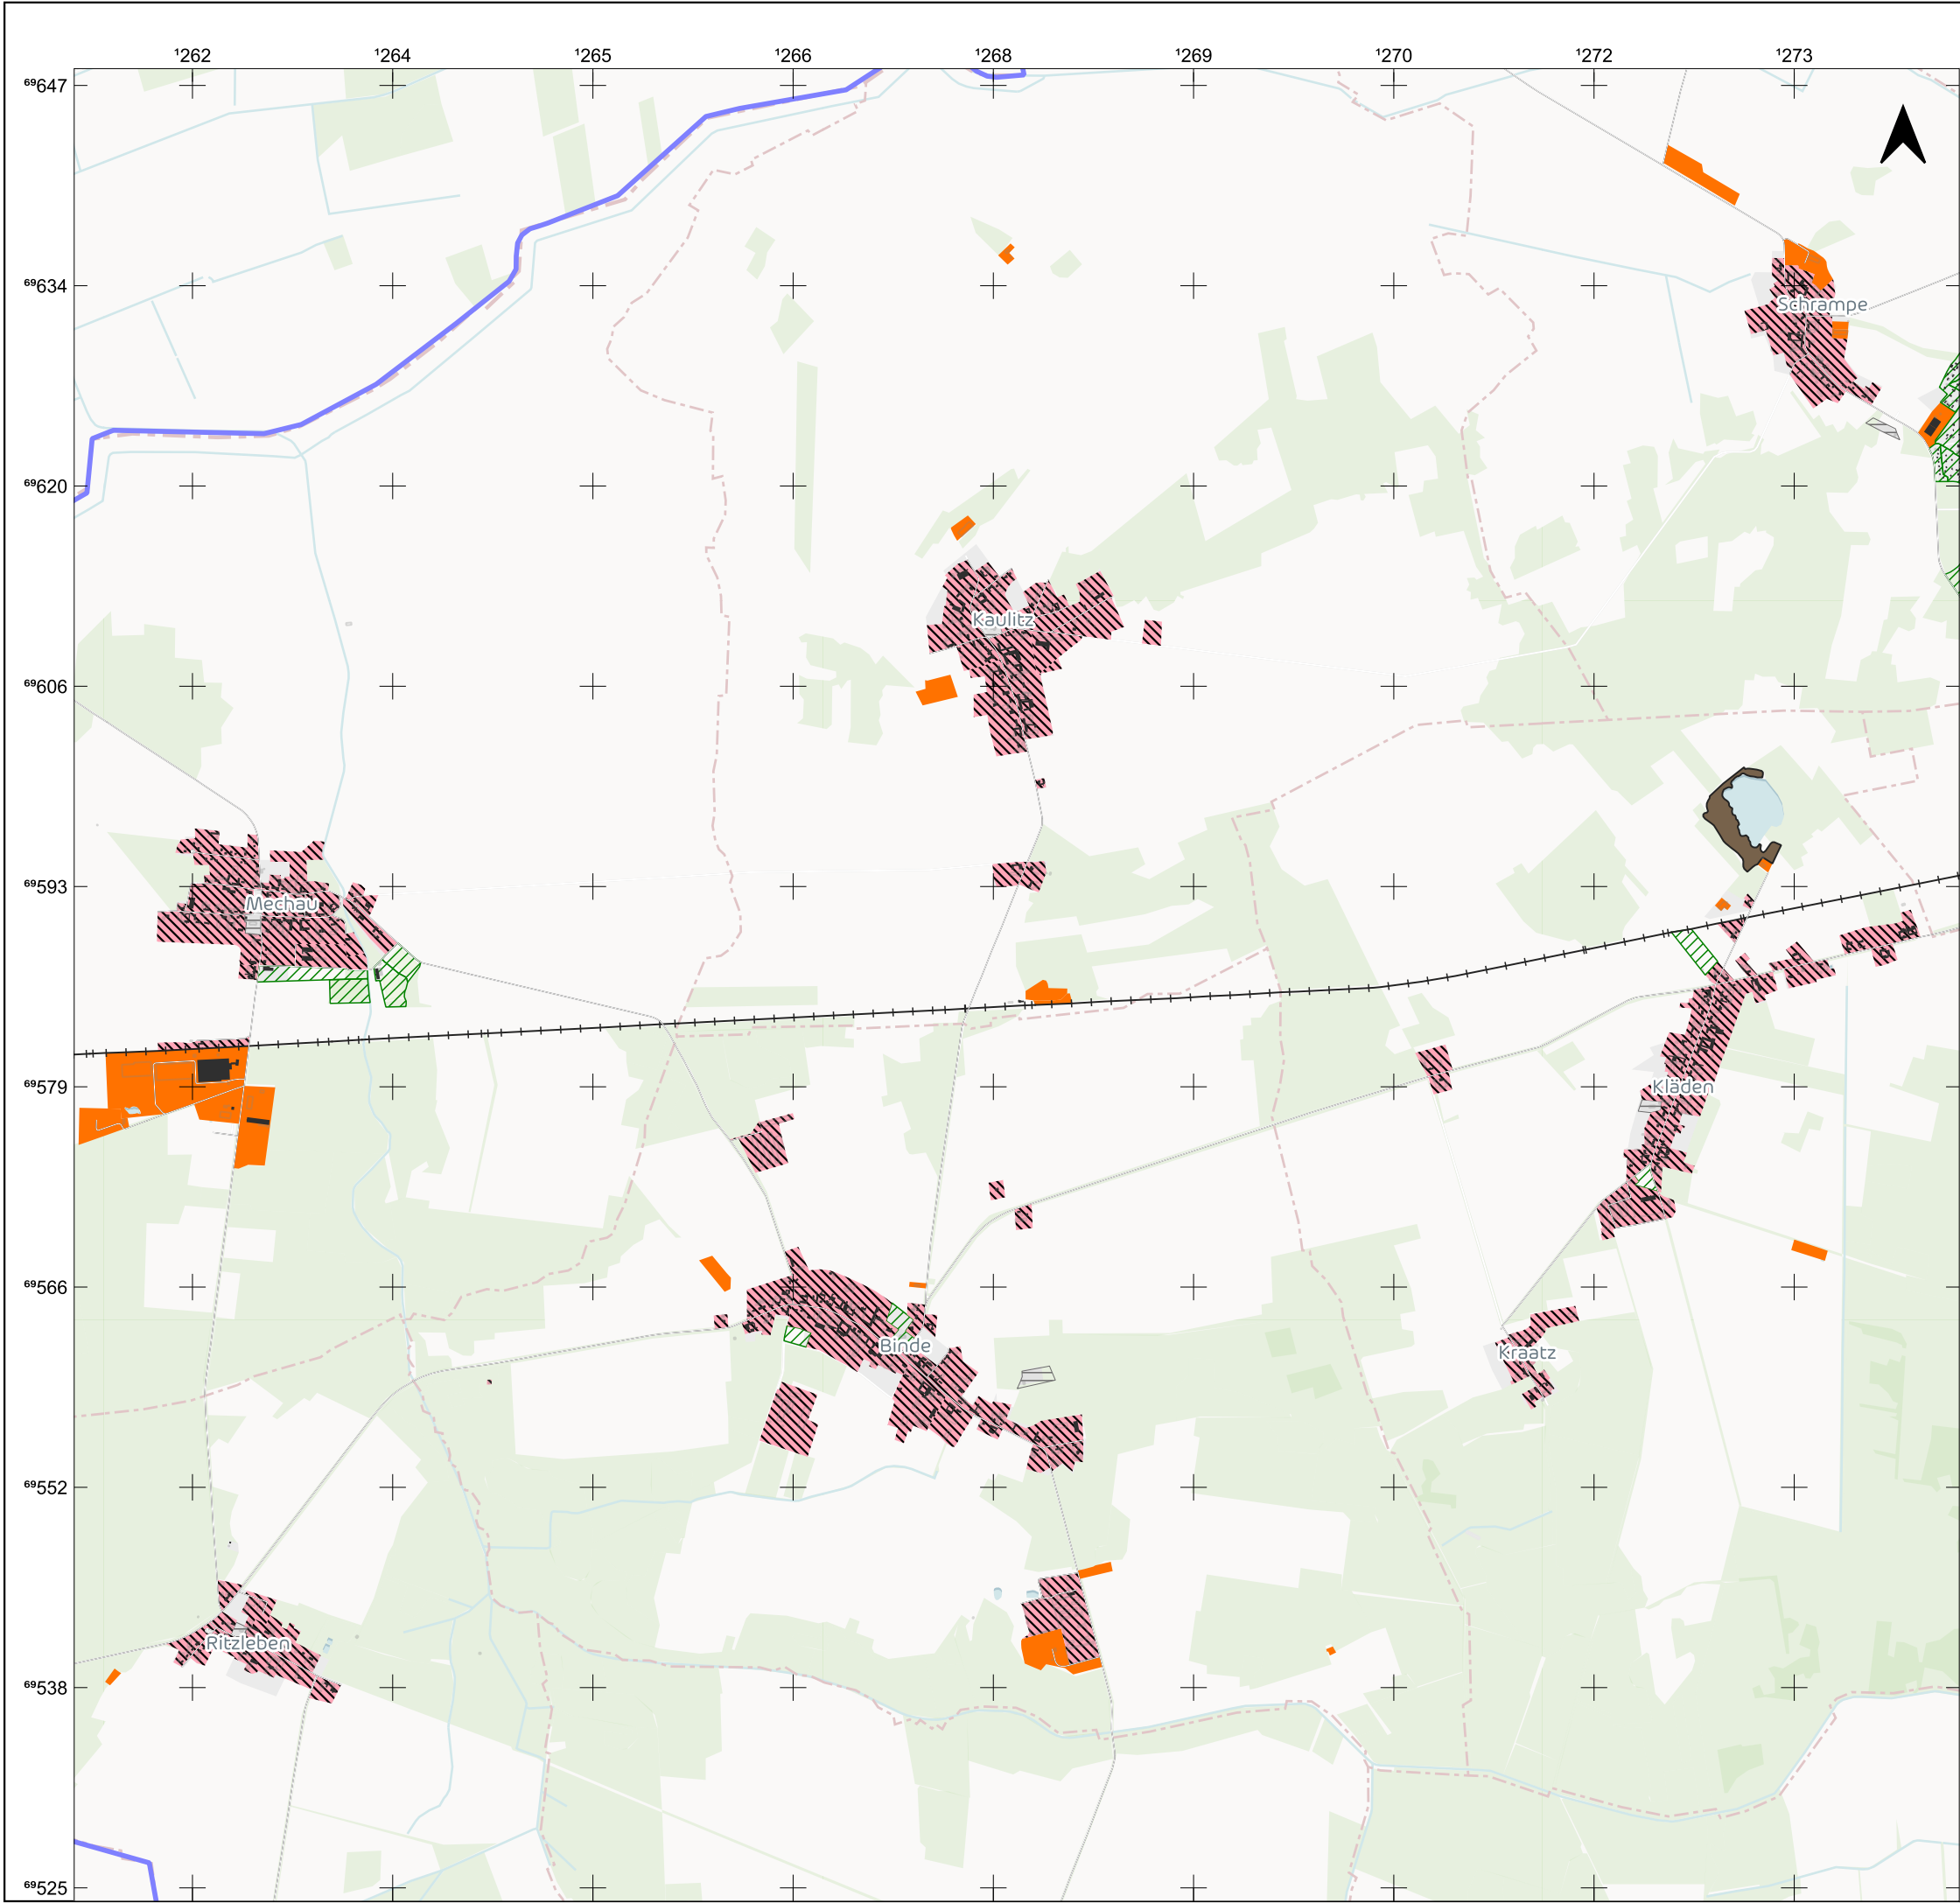 ¹262 ¹264 ¹265 ¹266 ¹268 ¹269 ¹270 ¹272 ¹273
⁶⁹647
⁶⁹634
Schrampe
⁶⁹620
Kaulitz
⁶⁹606
⁶⁹593
Mechau
⁶⁹579
Kläden
⁶⁹566
Binde
Kraatz
⁶⁹552
Ritzleben
⁶⁹538
⁶⁹525